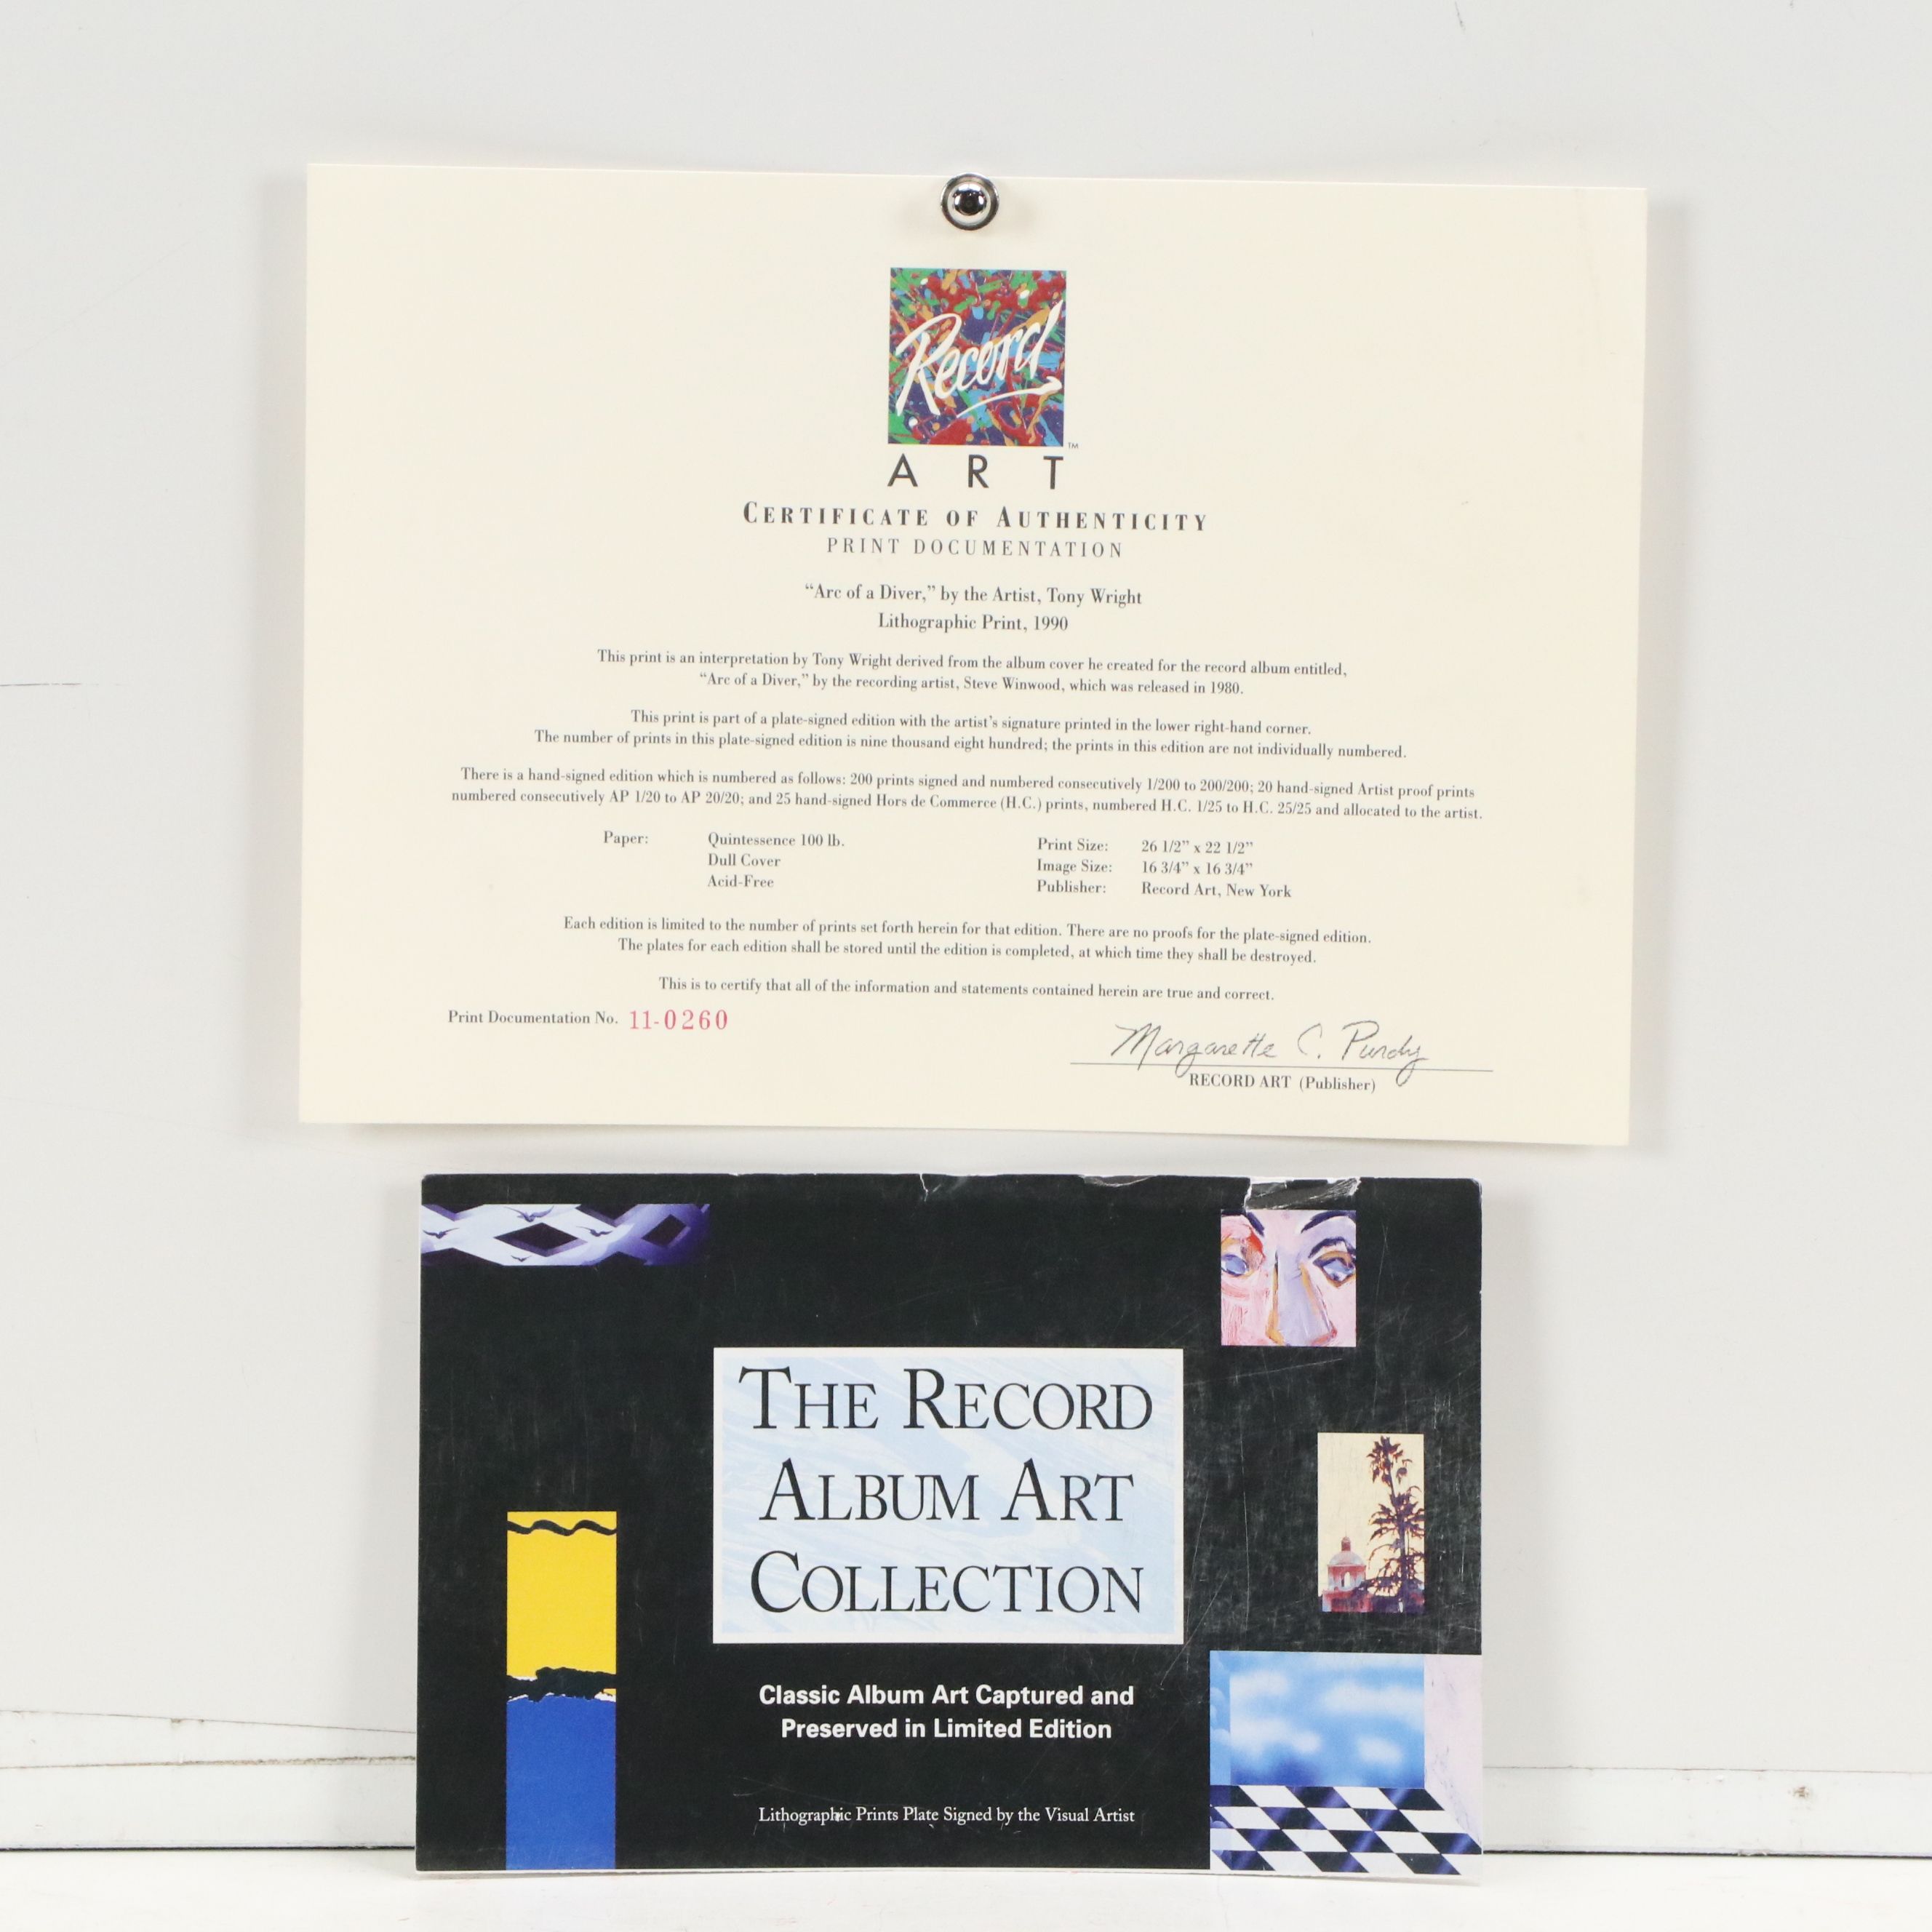 Record
TM
ART
CERTIFICATE OF AUTHENTICITY
PRINT DOCUMENTATION
“Arc of a Diver,” by the Artist, Tony Wright
Lithographic Print, 1990
This print is an interpretation by Tony Wright derived from the album cover he created for the record album entitled,
“Arc of a Diver,” by the recording artist, Steve Winwood, which was released in 1980.
This print is part of a plate-signed edition with the artist’s signature printed in the lower right-hand corner.
The number of prints in this plate-signed edition is nine thousand eight hundred; the prints in this edition are not individually numbered.
There is a hand-signed edition which is numbered as follows: 200 prints signed and numbered consecutively 1/200 to 200/200; 20 hand-signed Artist proof prints
numbered consecutively AP 1/20 to AP 20/20; and 25 hand-signed Hors de Commerce (H.C.) prints, numbered H.C. 1/25 to H.C. 25/25 and allocated to the artist.
Paper: Quintessence 100 lb.
Dull Cover
Acid-Free
Print Size: 26 1/2” x 22 1/2”
Image Size: 16 3/4” x 16 3/4”
Publisher: Record Art, New York
Each edition is limited to the number of prints set forth herein for that edition. There are no proofs for the plate-signed edition.
The plates for each edition shall be stored until the edition is completed, at which time they shall be destroyed.
This is to certify that all of the information and statements contained herein are true and correct.
Print Documentation No. 11-0260
Margarette C. Purdy
RECORD ART (Publisher)
THE RECORD
ALBUM ART
COLLECTION
Classic Album Art Captured and
Preserved in Limited Edition
Lithographic Prints Plate Signed by the Visual Artist